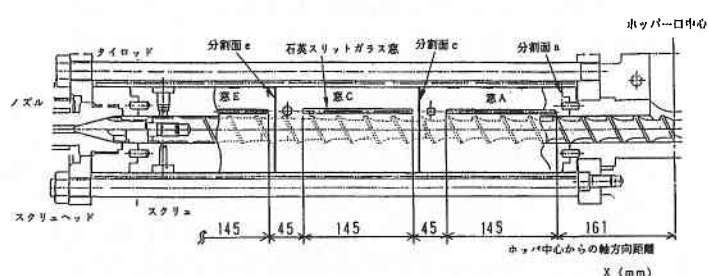 ホッパー口中心
タイロッド
分割面e
石英スリットガラス窓
分割面c
分割面a
ノズル
窓E
窓C
窓A
スクリュヘッド
スクリュ
145
45
145
45
145
161
ホッパ中心からの軸方向距離
X (mm)